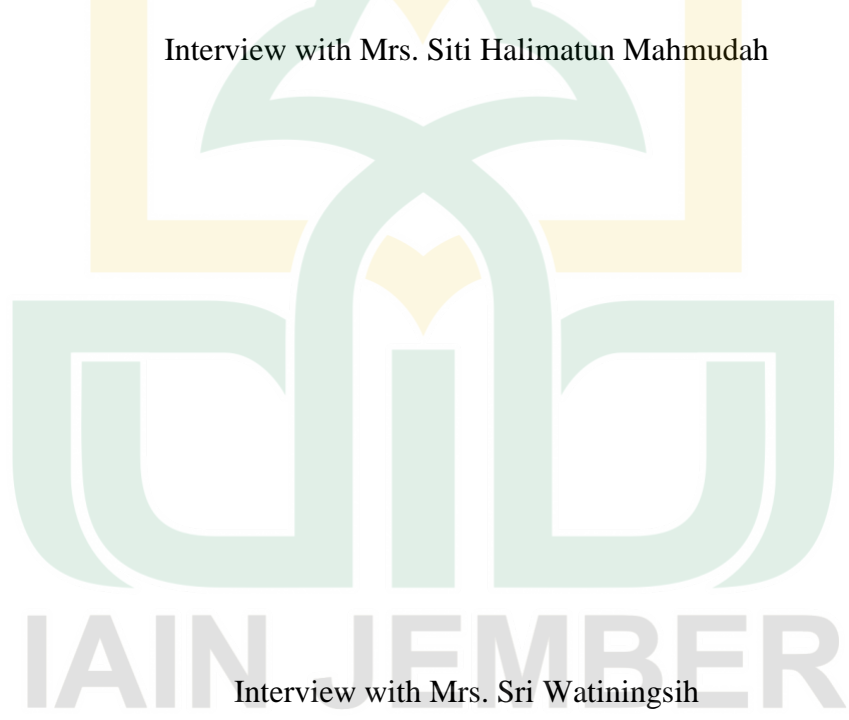 Interview with Mrs. Siti Halimatun Mahmudah
IAIN JEMBER
Interview with Mrs. Sri Watiningsih